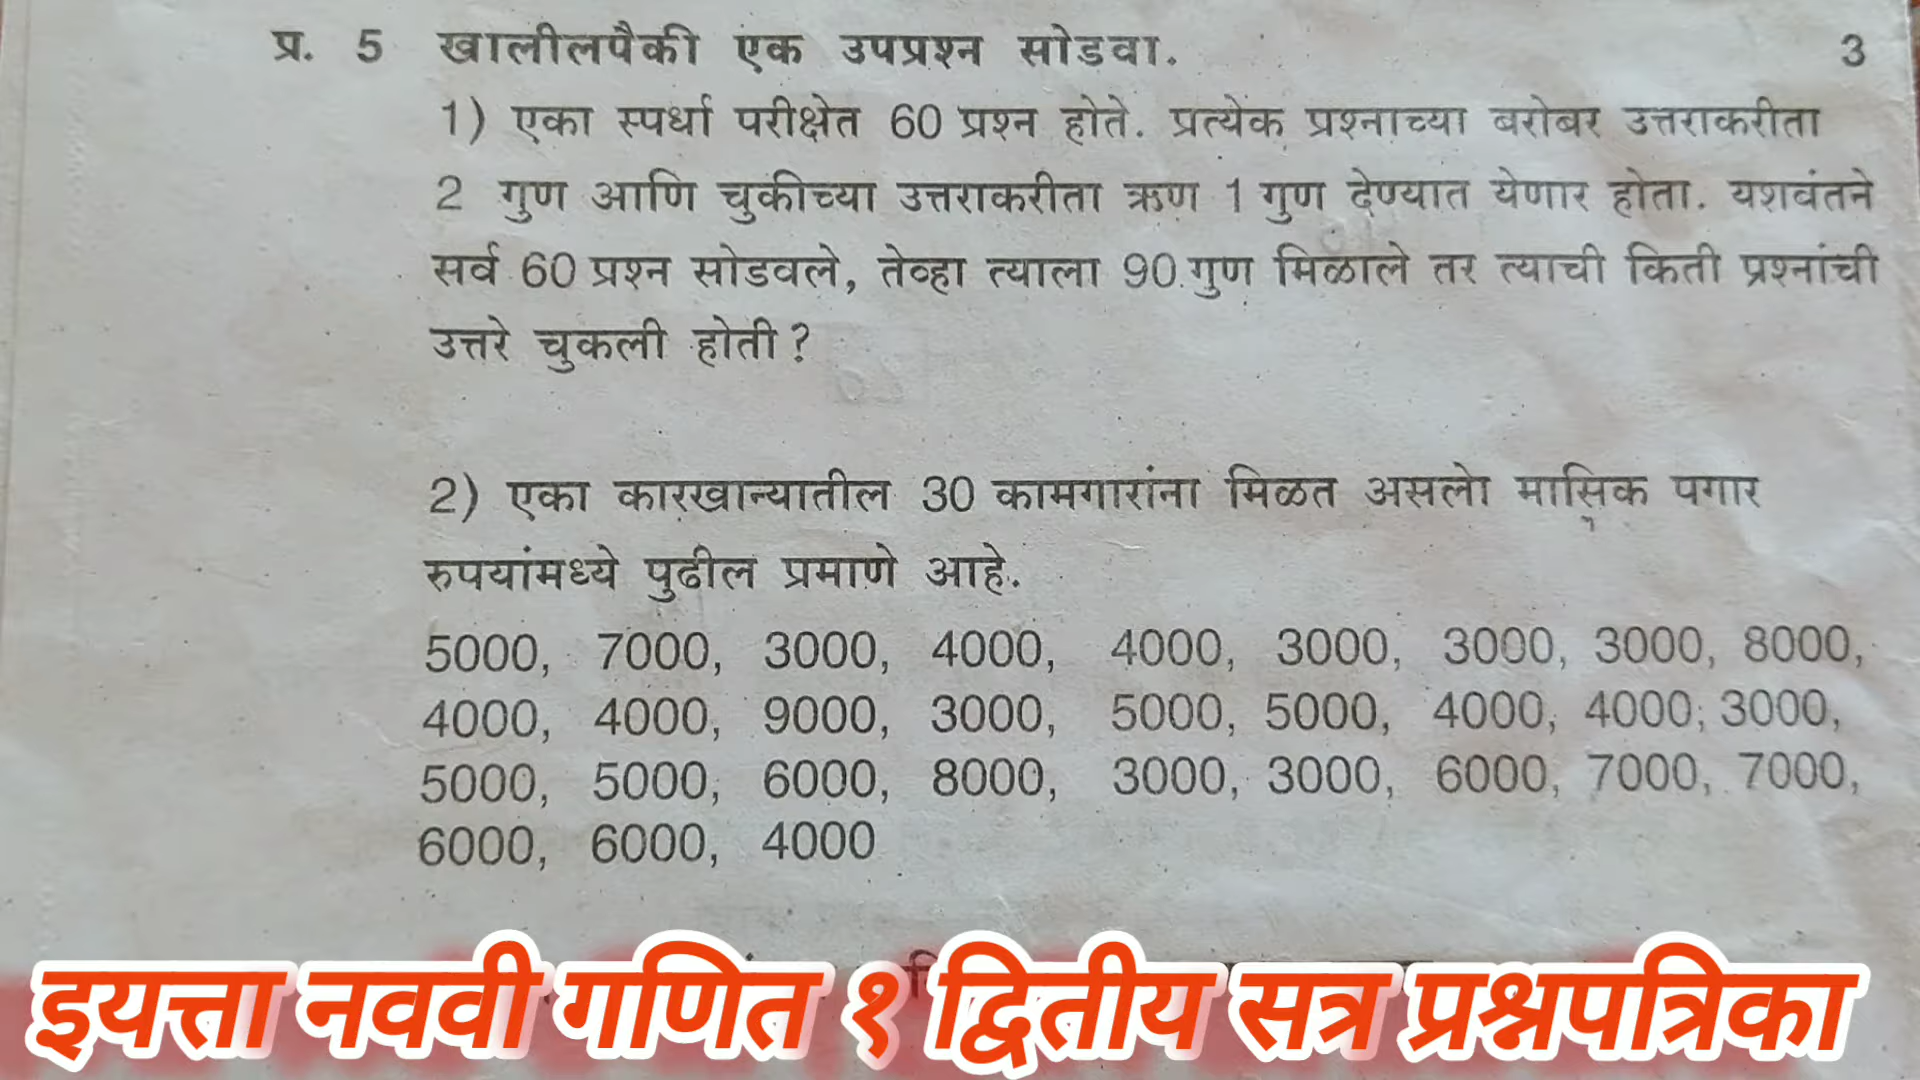 प्र. 5 खालीलपैकी एक उपप्रश्न सोडवा. 3
1) एका स्पर्धा परीक्षेत 60 प्रश्न होते. प्रत्येक प्रश्नाच्या बरोबर उत्तराकरीता
2 गुण आणि चुकीच्या उत्तराकरीता ऋण 1 गुण देण्यात येणार होता. यशवंतने
सर्व 60 प्रश्न सोडवले, तेव्हा त्याला 90 गुण मिळाले तर त्याची किती प्रश्नांची
उत्तरे चुकली होती?
2) एका कारखान्यातील 30 कामगारांना मिळत असलो मासिक पगार
रुपयांमध्ये पुढील प्रमाणे आहे.
5000, 7000, 3000, 4000, 4000, 3000, 3000, 3000, 8000,
4000, 4000, 9000, 3000, 5000, 5000, 4000, 4000, 3000,
5000, 5000, 6000, 8000, 3000, 3000, 6000, 7000, 7000,
6000, 6000, 4000
इयत्ता नववी गणित १ द्वितीय सत्र प्रश्नपत्रिका